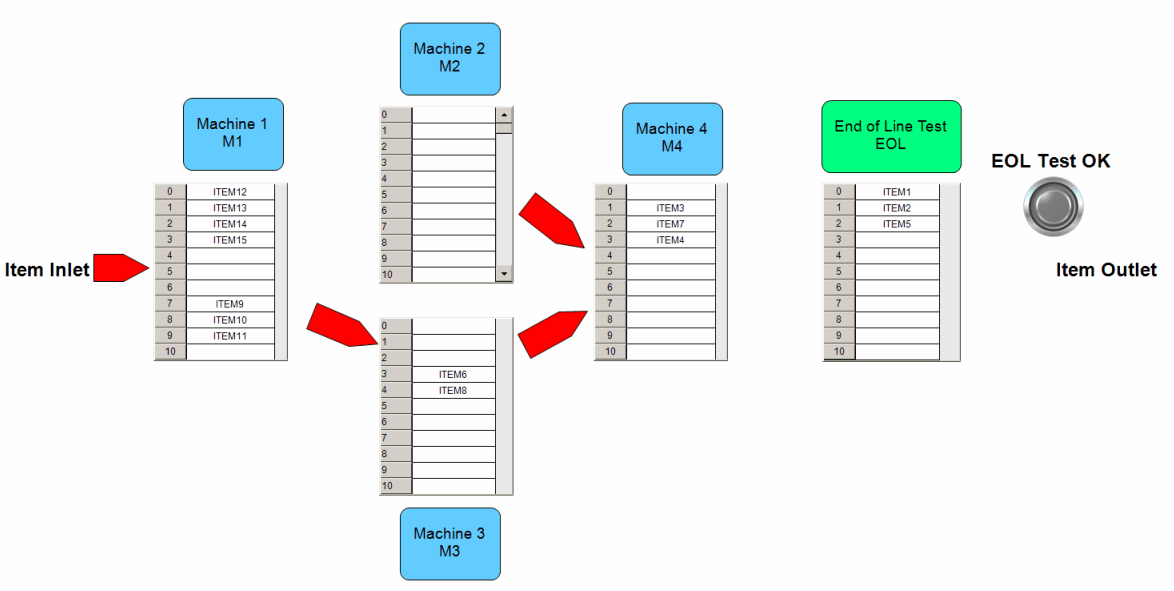 Machine 2
M2
Machine 1
M1
Machine 4
M4
End of Line Test
EOL
EOL Test OK
Item Inlet
Item Outlet
0 ITEM12
1 ITEM13
2 ITEM14
3 ITEM15
4
5
6
7 ITEM9
8 ITEM10
9 ITEM11
10
0
1
2
3
4
5
6
7
8
9
10
0
1
2
3 ITEM6
4 ITEM8
5
6
7
8
9
10
0
1 ITEM3
2 ITEM7
3 ITEM4
4
5
6
7
8
9
10
0 ITEM1
1 ITEM2
2 ITEM5
3
4
5
6
7
8
9
10
Machine 3
M3